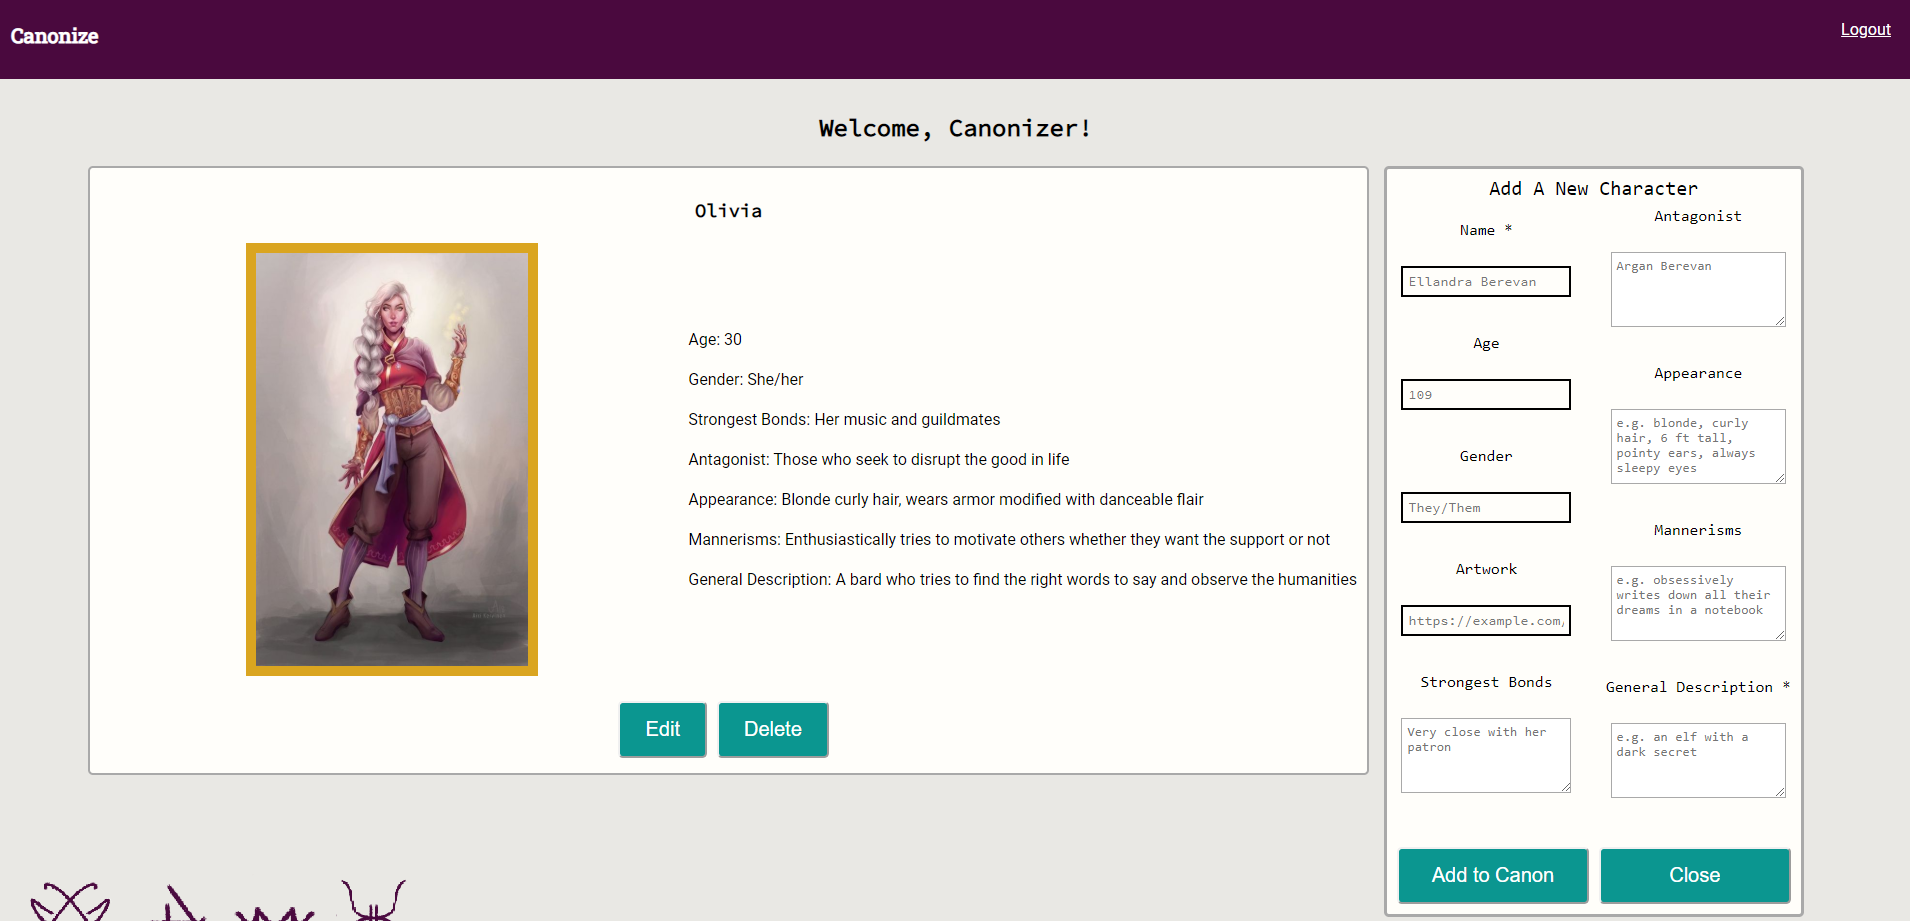 Canonize
Logout
Welcome, Canonizer!
Olivia
Age: 30
Gender: She/her
Strongest Bonds: Her music and guildmates
Antagonist: Those who seek to disrupt the good in life
Appearance: Blonde curly hair, wears armor modified with danceable flair
Mannerisms: Enthusiastically tries to motivate others whether they want the support or not
General Description: A bard who tries to find the right words to say and observe the humanities
Edit
Delete
Add A New Character
Name *
Ellandra Berevan
Age
109
Gender
They/Them
Artwork
https://example.com/
Strongest Bonds
Very close with her
patron
Antagonist
Argan Berevan
Appearance
e.g. blonde, curly
hair, 6 ft tall,
pointy ears, always
sleepy eyes
Mannerisms
e.g. obsessively
writes down all their
dreams in a notebook
General Description *
e.g. an elf with a
dark secret
Add to Canon
Close